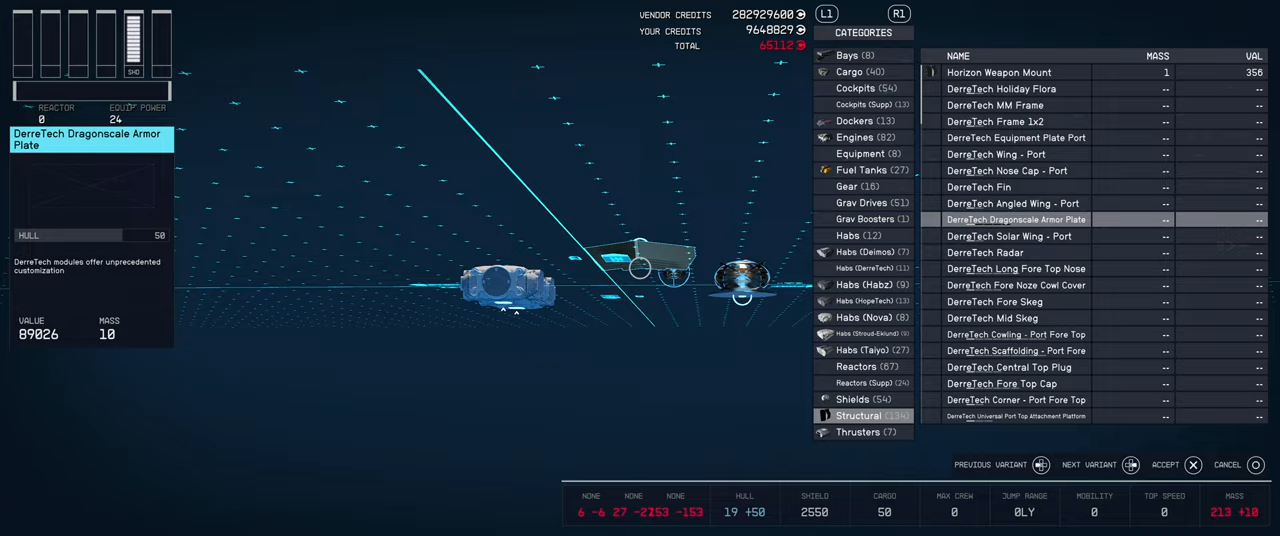 VENDOR CREDITS 282929600
YOUR CREDITS 9648829
TOTAL 65112
L1 R1
CATEGORIES
SHD
REACTOR EQUIP POWER
0 24
DerreTech Dragonscale Armor
Plate
HULL 50
DerreTech modules offer unprecedented
customization
VALUE MASS
89026 10
Bays (8)
Cargo (40)
Cockpits (54)
Cockpits (Supp) (13)
Dockers (13)
Engines (82)
Equipment (8)
Fuel Tanks (27)
Gear (16)
Grav Drives (51)
Grav Boosters (1)
Habs (12)
Habs (Deimos) (7)
Habs (DerreTech) (11)
Habs (Habz) (9)
Habs (HopeTech) (13)
Habs (Nova) (8)
Habs (Stroud-Eklund) (9)
Habs (Taiyo) (27)
Reactors (67)
Reactors (Supp) (24)
Shields (54)
Structural (134)
Thrusters (7)
NAME MASS VAL
Horizon Weapon Mount 1 356
DerreTech Holiday Flora -- --
DerreTech MM Frame -- --
DerreTech Frame 1x2 -- --
DerreTech Equipment Plate Port -- --
DerreTech Wing - Port -- --
DerreTech Nose Cap - Port -- --
DerreTech Fin -- --
DerreTech Angled Wing - Port -- --
DerreTech Dragonscale Armor Plate -- --
DerreTech Solar Wing - Port -- --
DerreTech Radar -- --
DerreTech Long Fore Top Nose -- --
DerreTech Fore Noze Cowl Cover -- --
DerreTech Fore Skeg -- --
DerreTech Mid Skeg -- --
DerreTech Cowling - Port Fore Top -- --
DerreTech Scaffolding - Port Fore -- --
DerreTech Central Top Plug -- --
DerreTech Fore Top Cap -- --
DerreTech Corner - Port Fore Top -- --
DerreTech Universal Port Top Attachment Platform -- --
PREVIOUS VARIANT NEXT VARIANT ACCEPT CANCEL
NONE NONE NONE HULL SHIELD CARGO MAX CREW JUMP RANGE MOBILITY TOP SPEED MASS
6 -6 27 -27 153 -153 19 +50 2550 50 0 0LY 0 0 213 +10